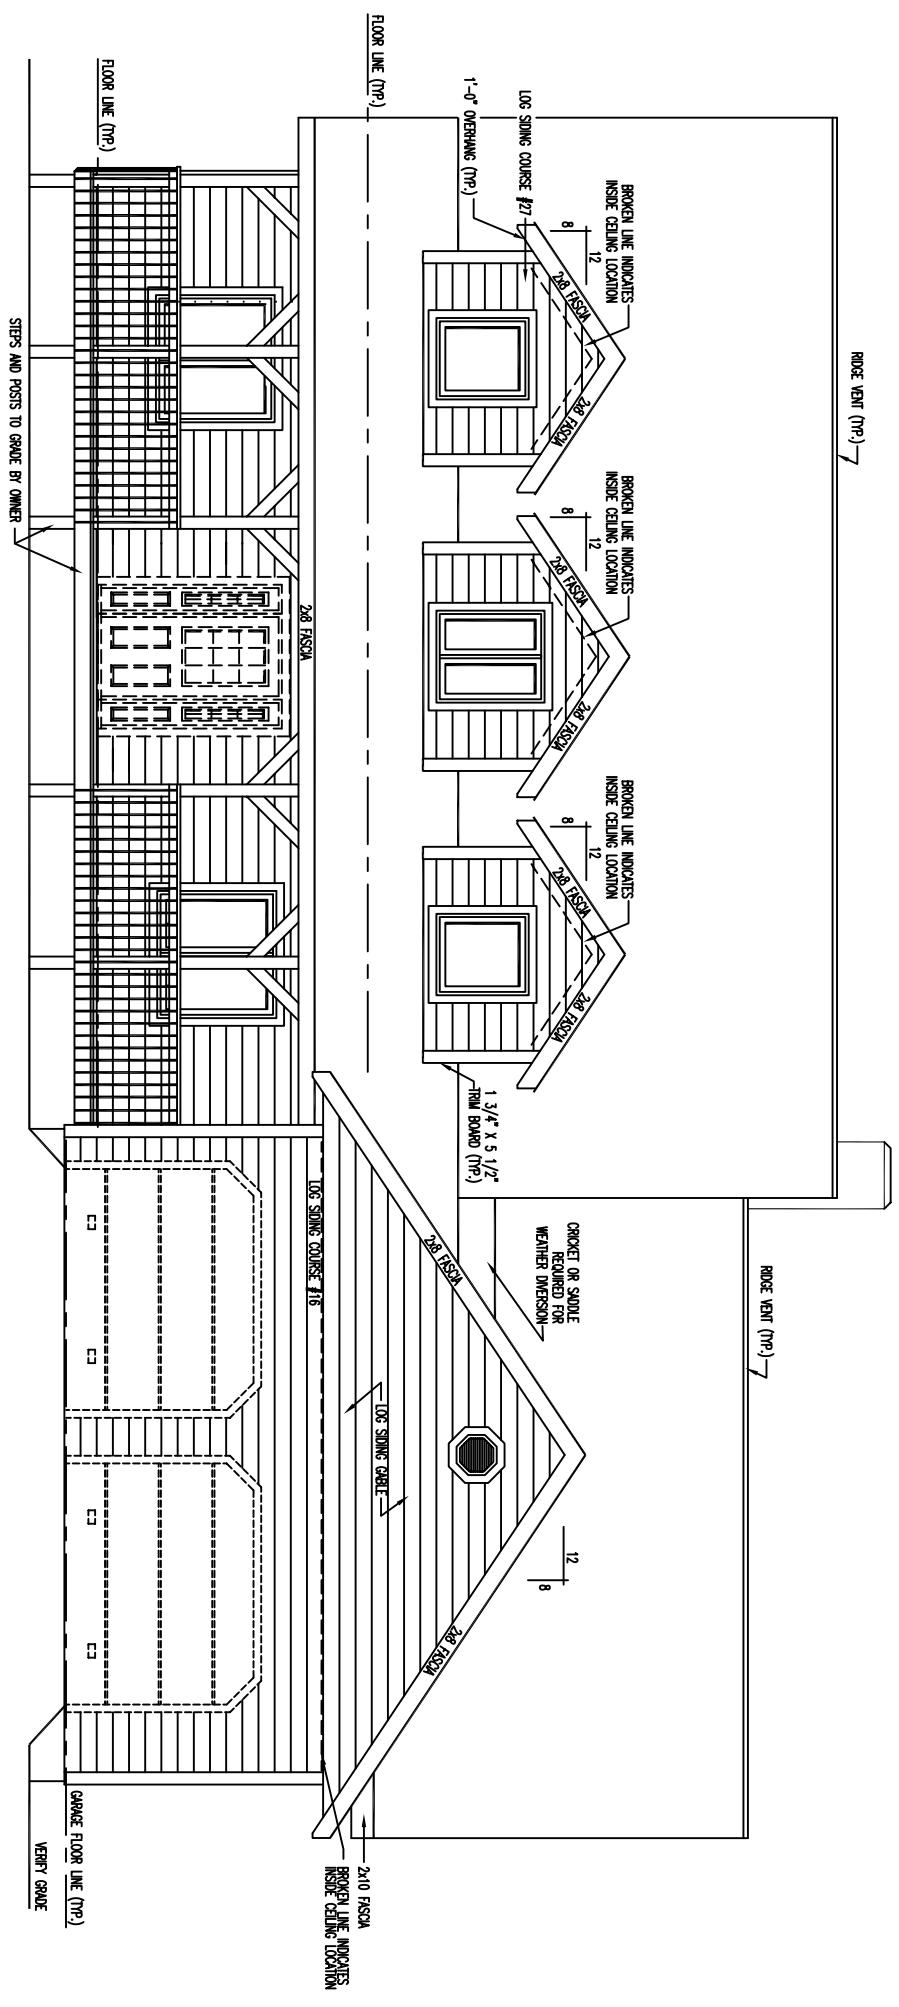 RIDGE VENT (TYP.)
RIDGE VENT (TYP.)
BROKEN LINE INDICATES
INSIDE CEILING LOCATION
12
8
2x8 FASCIA
2x8 FASCIA
BROKEN LINE INDICATES
INSIDE CEILING LOCATION
12
8
2x8 FASCIA
2x8 FASCIA
BROKEN LINE INDICATES
INSIDE CEILING LOCATION
12
8
2x8 FASCIA
2x8 FASCIA
LOG SIDING COURSE #27
1'-0" OVERHANG (TYP.)
1 3/4" X 5 1/2"
TRIM BOARD (TYP.)
CRICKET OR SADDLE
REQUIRED FOR
WEATHER DIVERSION
12
8
2x8 FASCIA
2x8 FASCIA
LOG SIDING GABLE
FLOOR LINE (TYP.)
2x10 FASCIA
BROKEN LINE INDICATES
INSIDE CEILING LOCATION
2x8 FASCIA
LOG SIDING COURSE #16
FLOOR LINE (TYP.)
GARAGE FLOOR LINE (TYP.)
VERIFY GRADE
STEPS AND POSTS TO GRADE BY OWNER